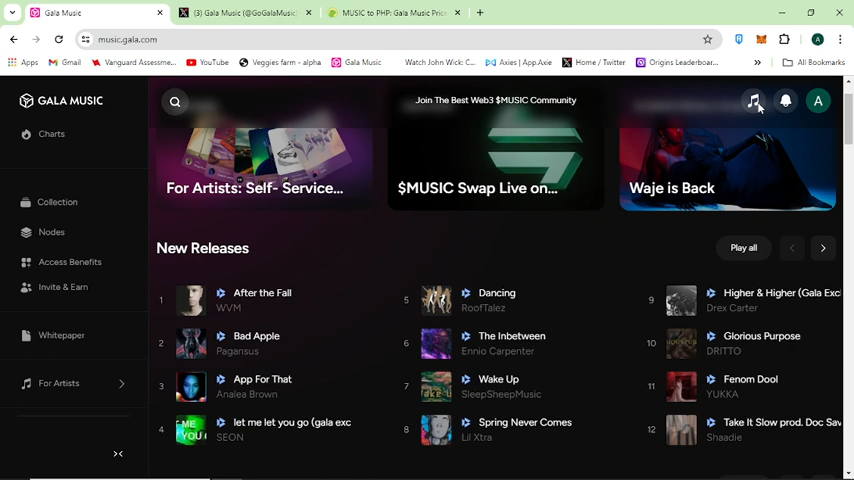 Gala Music
(3) Gala Music (@GoGalaMusic)
MUSIC to PHP: Gala Music Price
music.gala.com
Apps
Gmail
Vanguard Assessme...
YouTube
Veggies farm - alpha
Gala Music
Watch John Wick: C...
Axies | App.Axie
Home / Twitter
Origins Leaderboar...
All Bookmarks
GALA MUSIC
Join The Best Web3 $MUSIC Community
A
Charts
Collection
Nodes
Access Benefits
Invite & Earn
Whitepaper
For Artists
For Artists: Self- Service...
$MUSIC Swap Live on...
Waje is Back
New Releases
Play all
1 After the Fall
WVM
2 Bad Apple
Pagansus
3 App For That
Analea Brown
4 let me let you go (gala exc
SEON
5 Dancing
RoofTalez
6 The Inbetween
Ennio Carpenter
7 Wake Up
SleepSheepMusic
8 Spring Never Comes
Lil Xtra
9 Higher & Higher (Gala Excl
Drex Carter
10 Glorious Purpose
DRITTO
11 Fenom Dool
YUKKA
12 Take It Slow prod. Doc Sav
Shaadie